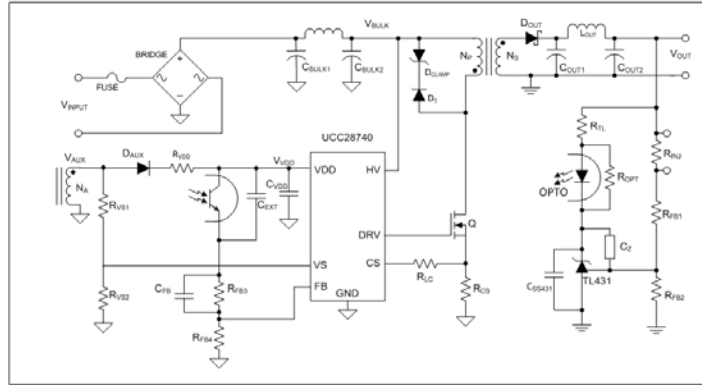 BRIDGE
FUSE
VINPUT
CBULK1
CBULK2
VBULK
DCLAMP
D1
NP
NS
DOUT
LOUT
COUT1
COUT2
VOUT
VAUX
NA
DAUX
RVDD
VVDD
CVDD
CEXT
RVS1
RVS2
CFB
RFB3
RFB4
UCC28740
VDD
HV
DRV
VS
CS
FB
GND
RLC
Q
RCS
RTL
OPTO
ROPT
RINJ
RFB1
CZ
CSS431
TL431
RFB2